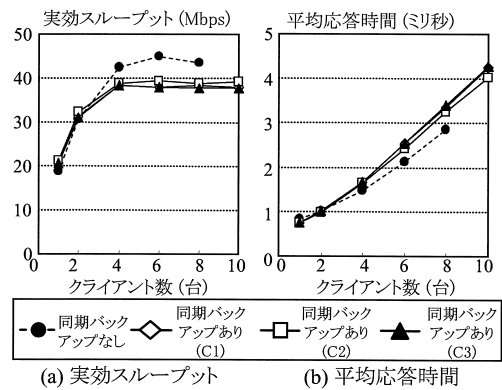 実効スループット (Mbps)
50
40
30
20
10
0
0 2 4 6 8 10
クライアント数 (台)
平均応答時間 (ミリ秒)
5
4
3
2
1
0
0 2 4 6 8 10
クライアント数 (台)
同期バック
アップなし
同期バック
アップあり
(C1)
同期バック
アップあり
(C2)
同期バック
アップあり
(C3)
(a) 実効スループット
(b) 平均応答時間